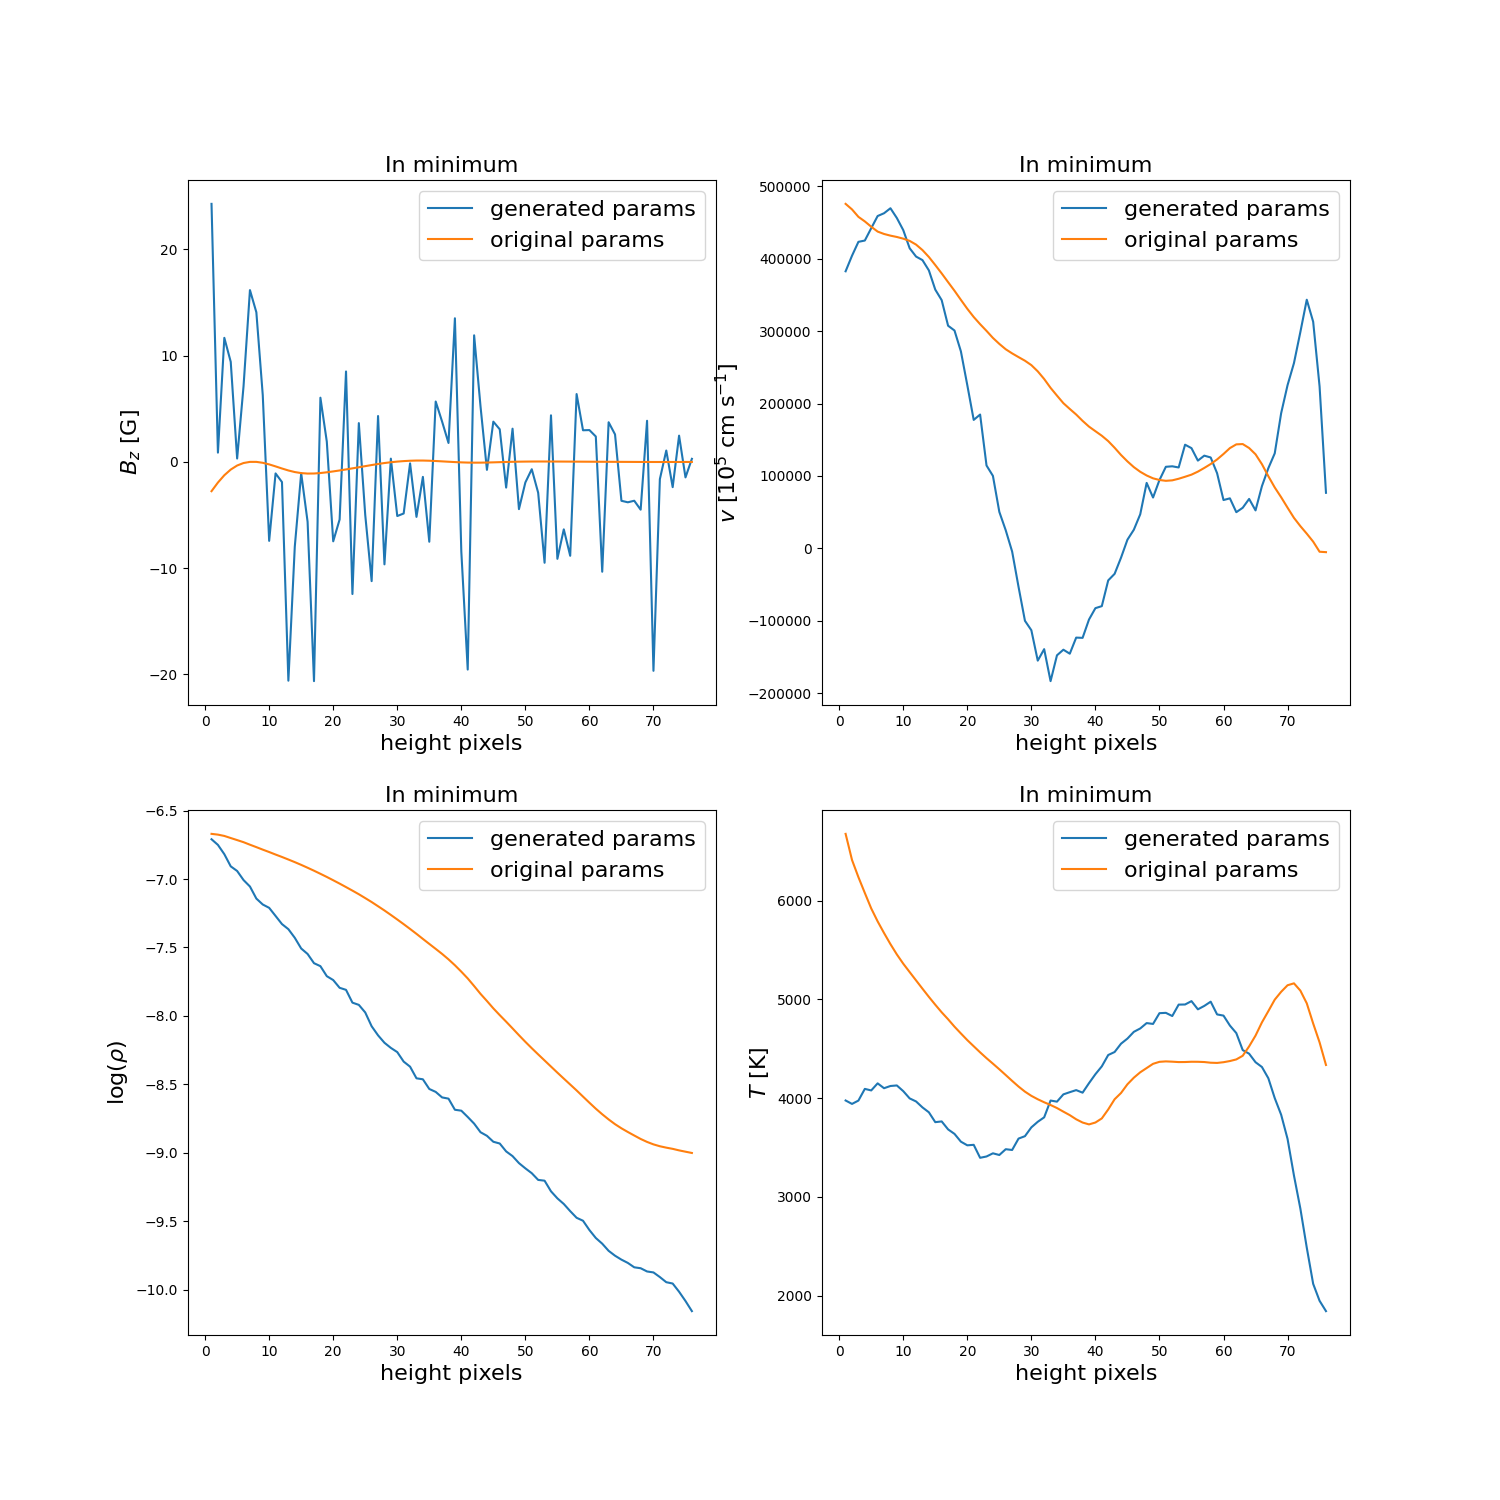 In minimum
generated params
original params
20
10
0
−10
−20
B_z [G]
0 10 20 30 40 50 60 70
height pixels
In minimum
generated params
original params
500000
400000
300000
200000
100000
0
−100000
−200000
v [10⁵ cm s⁻¹]
0 10 20 30 40 50 60 70
height pixels
In minimum
generated params
original params
−6.5
−7.0
−7.5
−8.0
−8.5
−9.0
−9.5
−10.0
log(ρ)
0 10 20 30 40 50 60 70
height pixels
In minimum
generated params
original params
6000
5000
4000
3000
2000
T [K]
0 10 20 30 40 50 60 70
height pixels